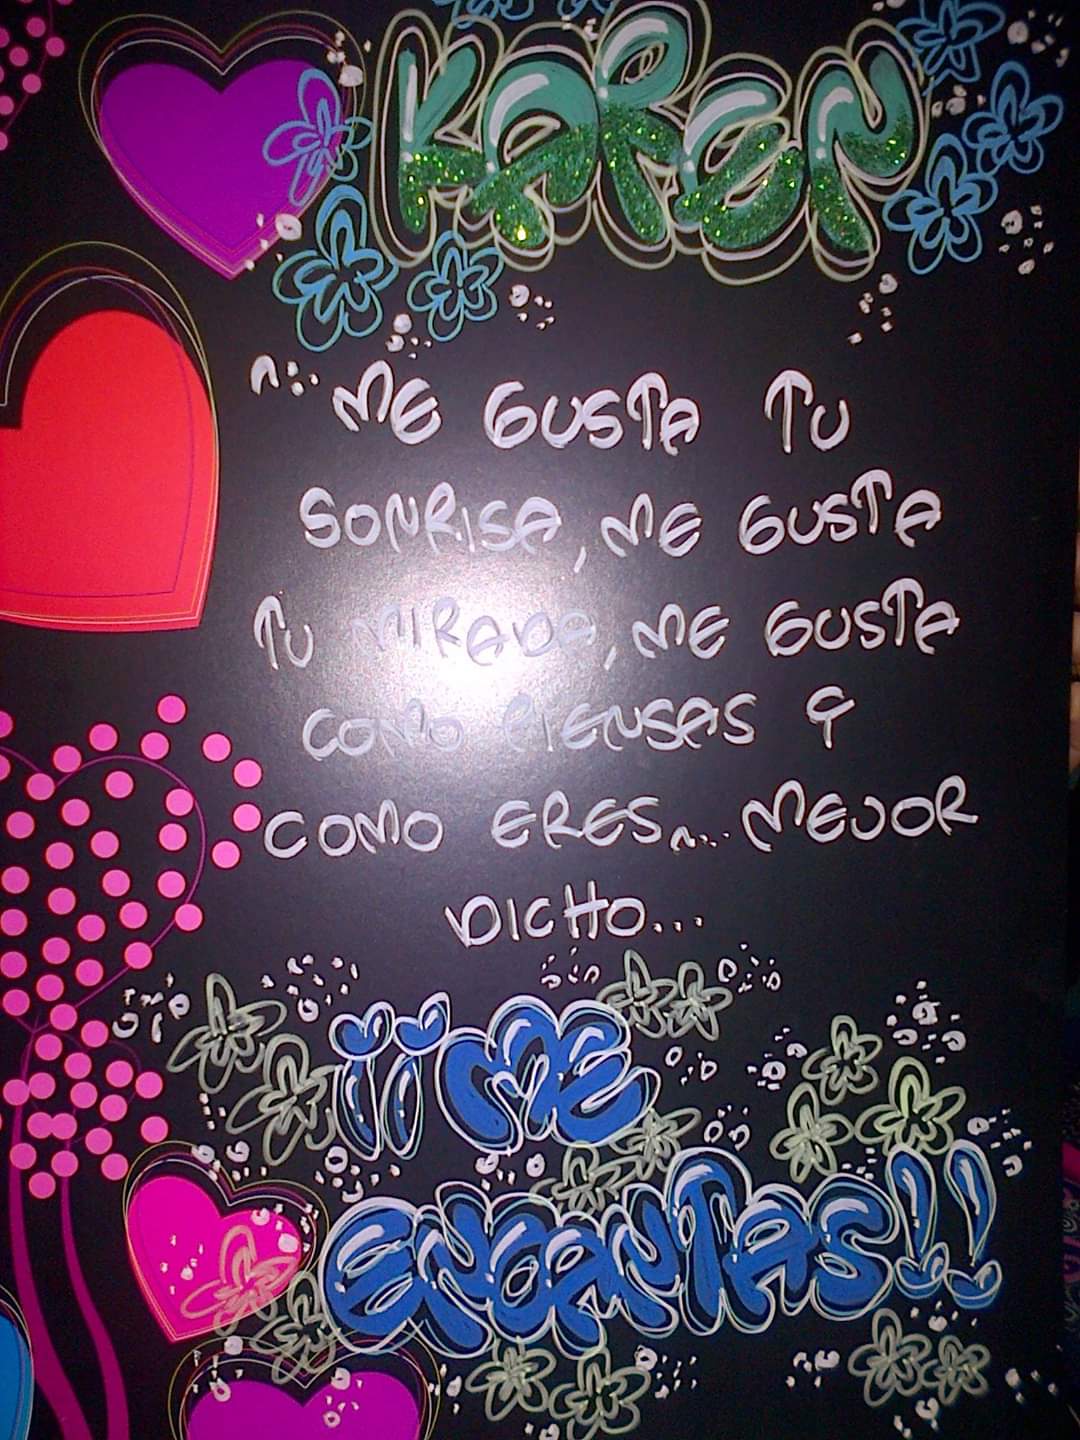 KAREN
ME GUSTA TU
SONRISA, ME GUSTA
TU MIRADA, ME GUSTA
COMO PIENSAS Y
COMO ERES... MEJOR
DICHO...
¡¡ME
ENCANTAS!!